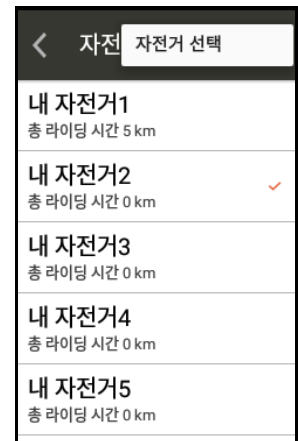 자전
자전거 선택
내 자전거1
총 라이딩 시간 5 km
내 자전거2
총 라이딩 시간 0 km
내 자전거3
총 라이딩 시간 0 km
내 자전거4
총 라이딩 시간 0 km
내 자전거5
총 라이딩 시간 0 km